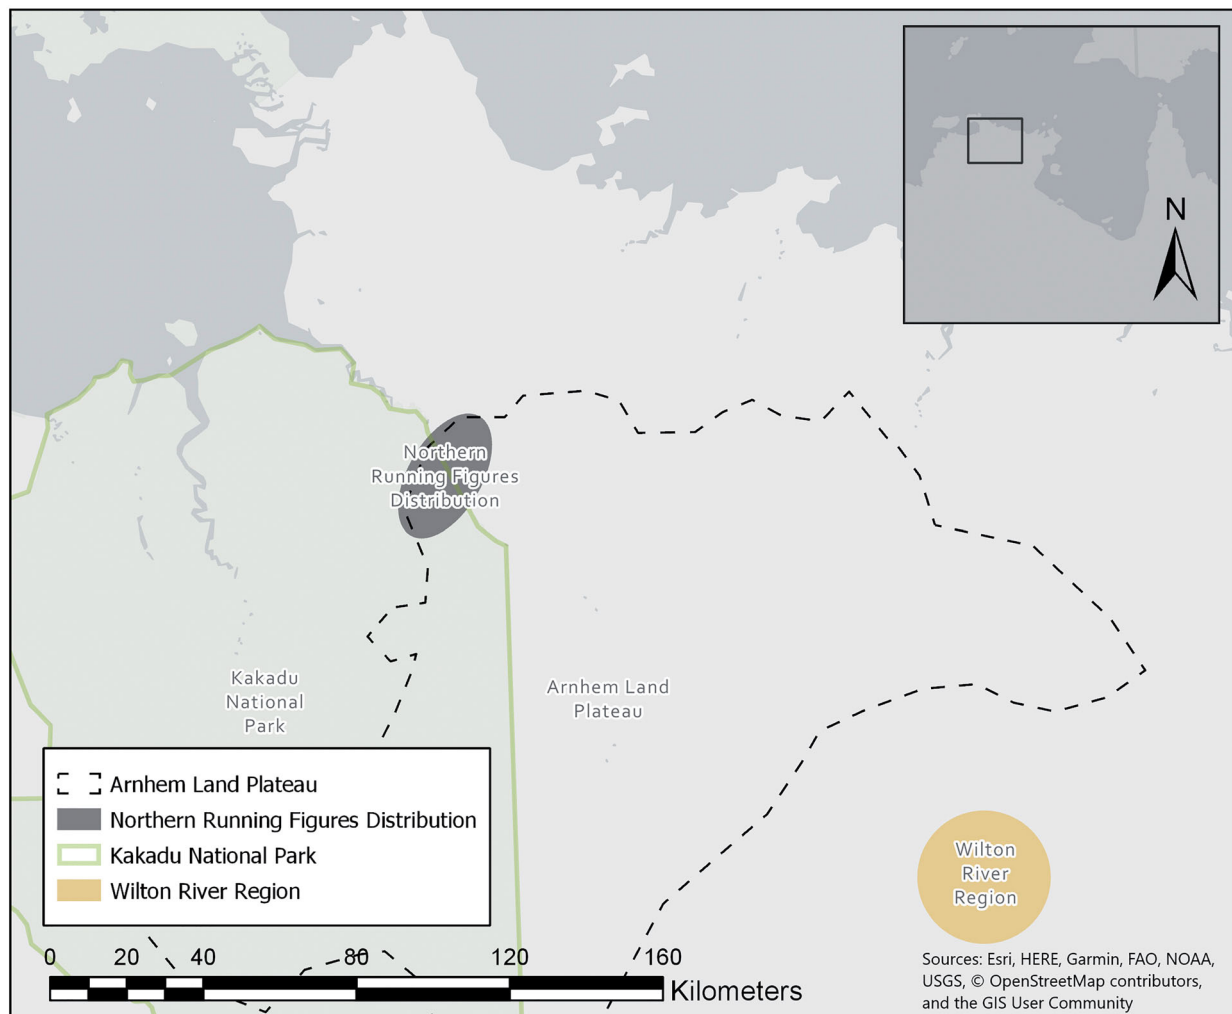 N
Northern
Running Figures
Distribution
Kakadu
National
Park
Arnhem Land
Plateau
Arnhem Land Plateau
Northern Running Figures Distribution
Kakadu National Park
Wilton River Region
Wilton
River
Region
0 20 40 80 120 160
Kilometers
Sources: Esri, HERE, Garmin, FAO, NOAA,
USGS, © OpenStreetMap contributors,
and the GIS User Community